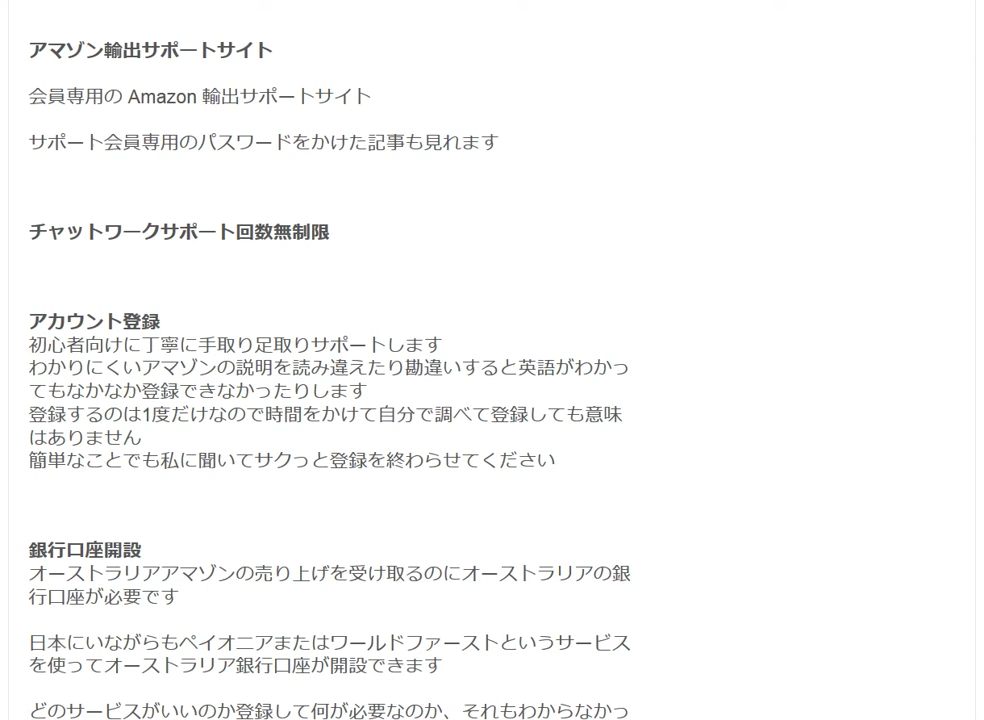 アマゾン輸出サポートサイト
会員専用の Amazon 輸出サポートサイト
サポート会員専用のパスワードをかけた記事も見れます
チャットワークサポート回数無制限
アカウント登録
初心者向けに丁寧に手取り足取りサポートします
わかりにくいアマゾンの説明を読み違えたり勘違いすると英語がわかっ
てもなかなか登録できなかったりします
登録するのは1度だけなので時間をかけて自分で調べて登録しても意味
はありません
簡単なことでも私に聞いてサクっと登録を終わらせてください
銀行口座開設
オーストラリアアマゾンの売り上げを受け取るのにオーストラリアの銀
行口座が必要です
日本にいながらもペイオニアまたはワールドファーストというサービス
を使ってオーストラリア銀行口座が開設できます
どのサービスがいいのか登録して何が必要なのか、それもわからなかっ